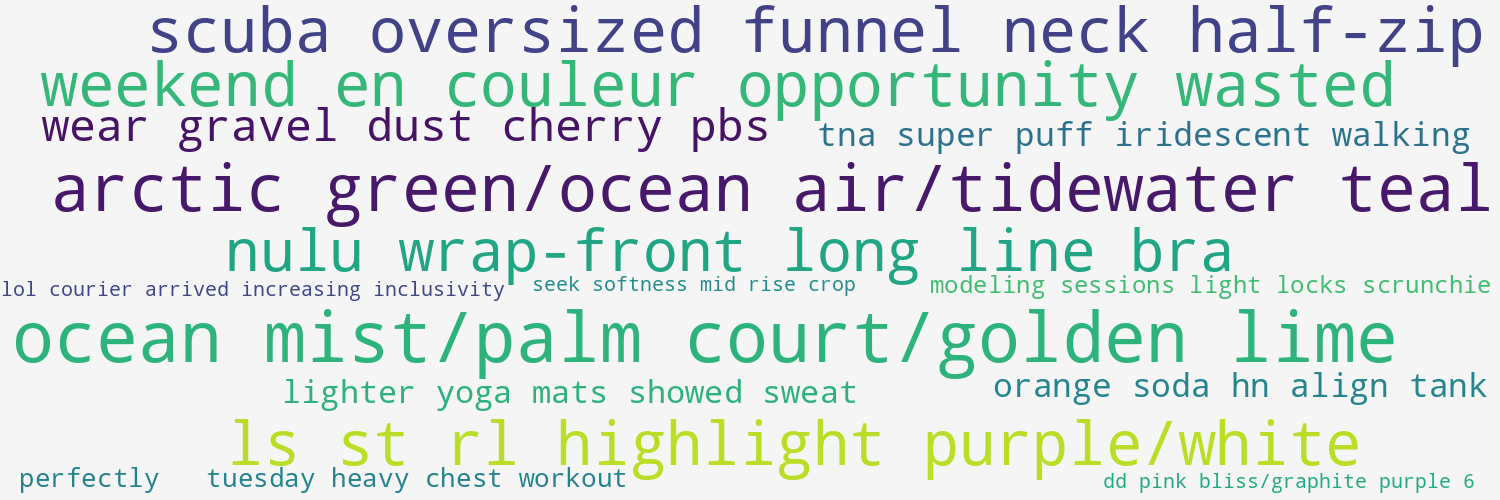 scuba oversized funnel neck half-zip
weekend en couleur opportunity wasted
wear gravel dust cherry pbs
tna super puff iridescent walking
arctic green/ocean air/tidewater teal
nulu wrap-front long line bra
lol courier arrived increasing inclusivity
seek softness mid rise crop
modeling sessions light locks scrunchie
ocean mist/palm court/golden lime
lighter yoga mats showed sweat
orange soda hn align tank
ls st rl highlight purple/white
perfectly
tuesday heavy chest workout
dd pink bliss/graphite purple 6